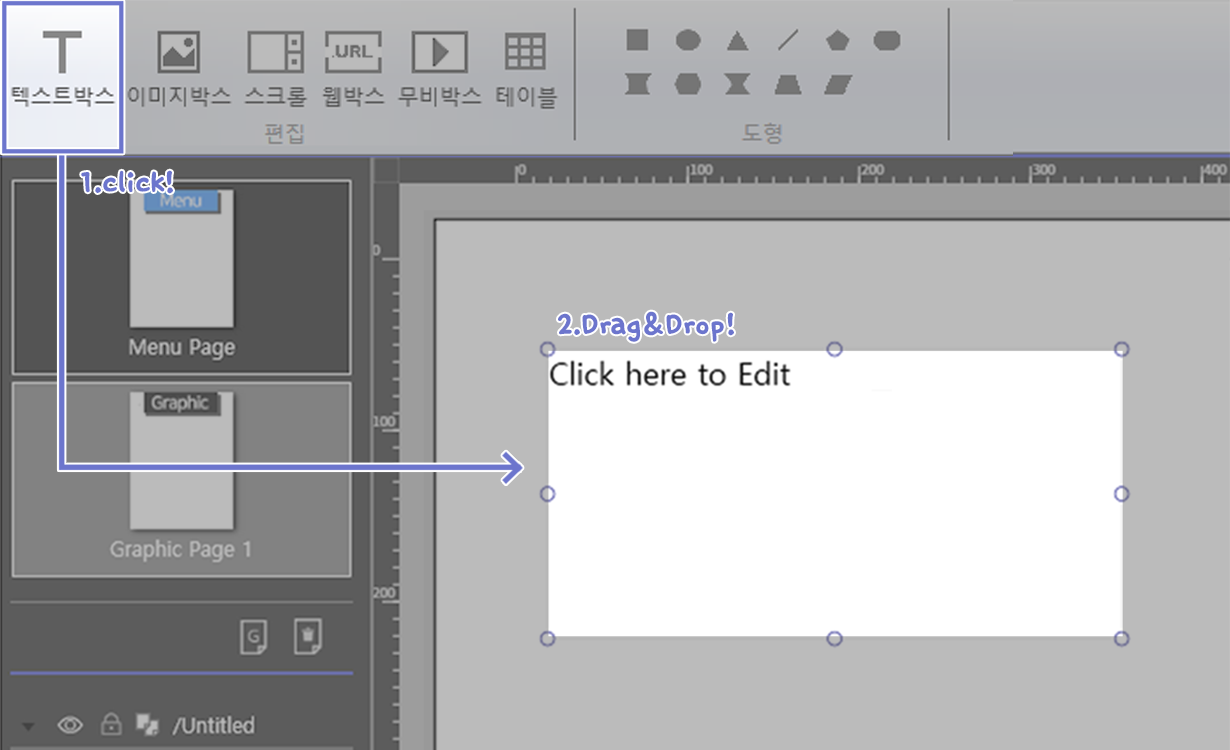 T
텍스트박스
이미지박스
스크롤
.URL
웹박스
무비박스
테이블
편집
도형
1.click!
0
100
200
300
400
Menu
Menu Page
Graphic
Graphic Page 1
G
/Untitled
0
100
200
2.Drag&Drop!
Click here to Edit